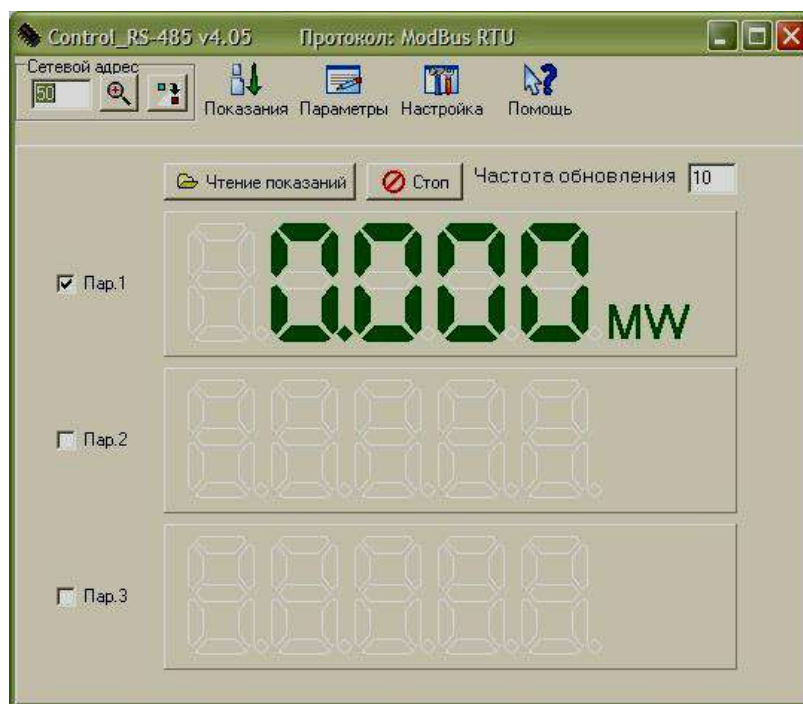 Control_RS-485 v4.05 Протокол: ModBus RTU
Сетевой адрес
50
Показания Параметры Настройка Помощь
Чтение показаний Стоп Частота обновления 10
Пар.1 0.000 MW
Пар.2
Пар.3